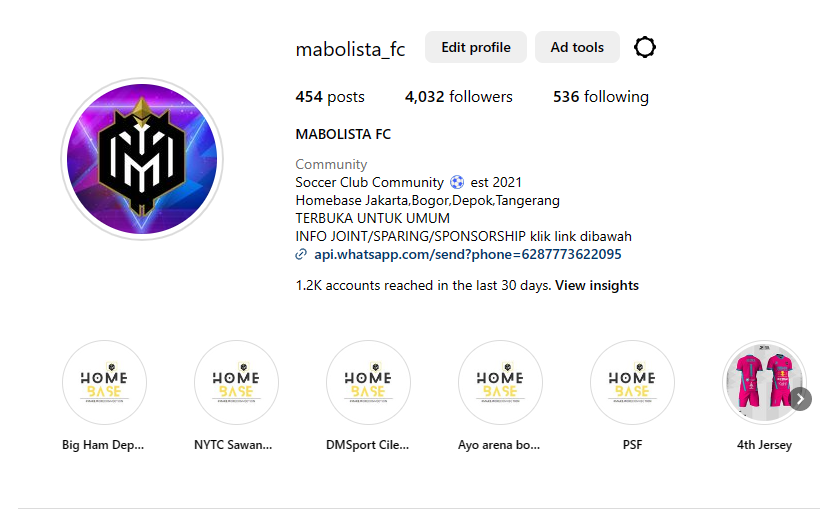 mabolista_fc Edit profile Ad tools
454 posts 4,032 followers 536 following
MABOLISTA FC
Community
Soccer Club Community ⚽ est 2021
Homebase Jakarta,Bogor,Depok,Tangerang
TERBUKA UNTUK UMUM
INFO JOINT/SPARING/SPONSORSHIP klik link dibawah
api.whatsapp.com/send?phone=6287773622095
1.2K accounts reached in the last 30 days. View insights
HOME BASE
HOME BASE
HOME BASE
HOME BASE
HOME BASE
Big Ham Dep... NYTC Sawan... DMSport Cile... Ayo arena bo... PSF 4th Jersey